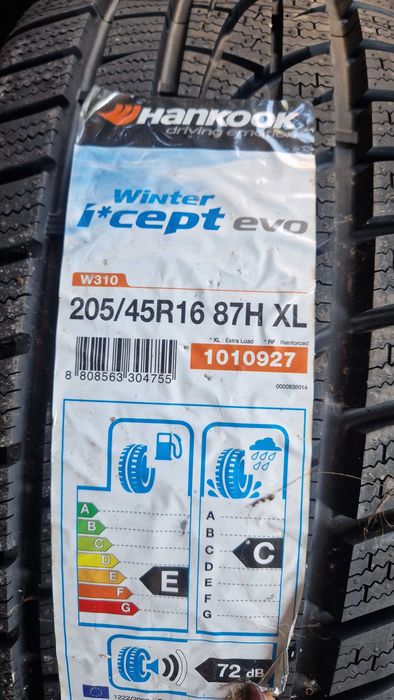 HANKOOK
driving emotion
Winter
i*cept evo
W310
205/45R16 87H XL
* XL : Extra Load * RF : Reinforced
1010927
8 808563 304755
0000936014
A
B
C
D
E
F
G
E
A
B
C
D
E
F
G
C
72 dB